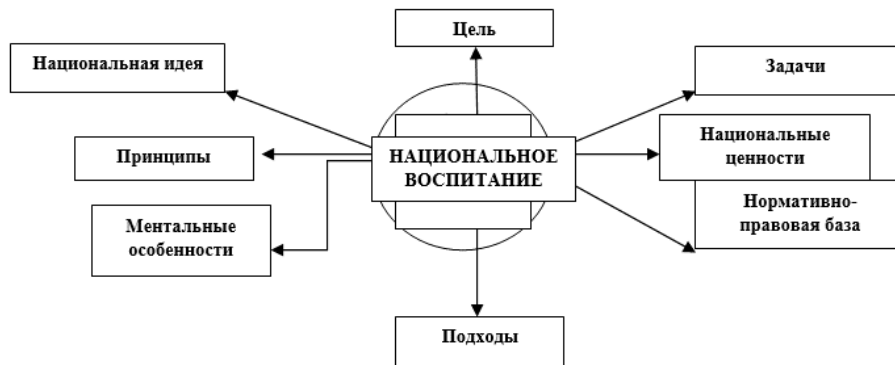 Цель
Национальная идея
Задачи
Принципы
НАЦИОНАЛЬНОЕ
ВОСПИТАНИЕ
Национальные
ценности
Ментальные
особенности
Нормативно-
правовая база
Подходы